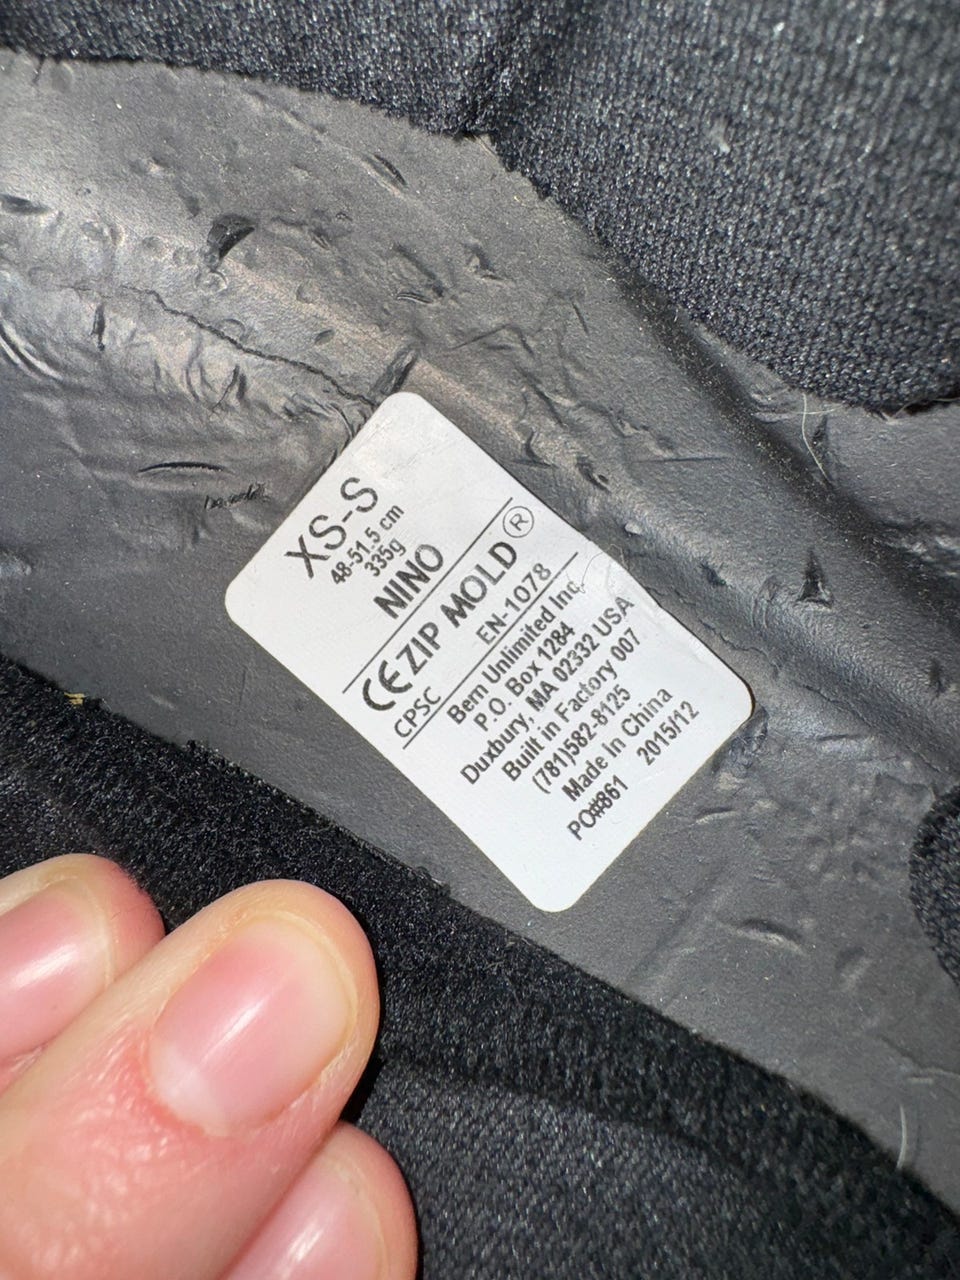 XS-S
48-51.5 cm
335g
NINO
CE ZIP MOLD ®
CPSC EN-1078
Bern Unlimited Inc.
P.O. Box 1284
Duxbury, MA 02332 USA
Built in Factory 007
(781)582-8125
Made in China
PO#861 2015/12